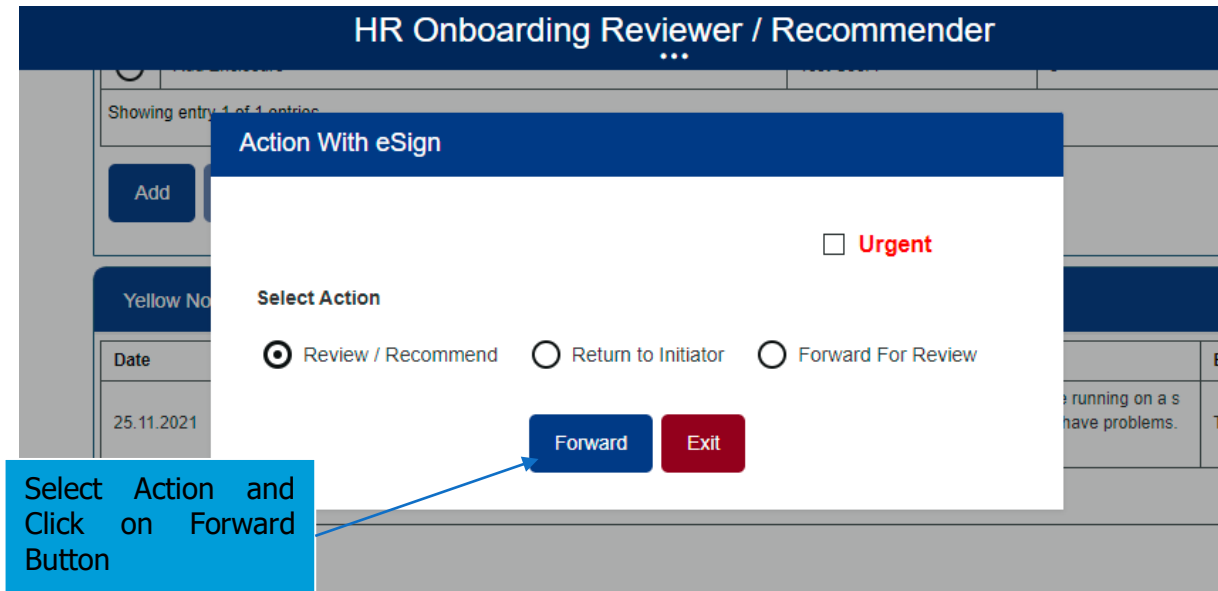 HR Onboarding Reviewer / Recommender
Showing entry 1 of 1 entries
Action With eSign
Add
Urgent
Yellow No
Select Action
Review / Recommend Return to Initiator Forward For Review
Date
running on a s
25.11.2021
have problems.
Forward Exit
Select Action and
Click on Forward
Button